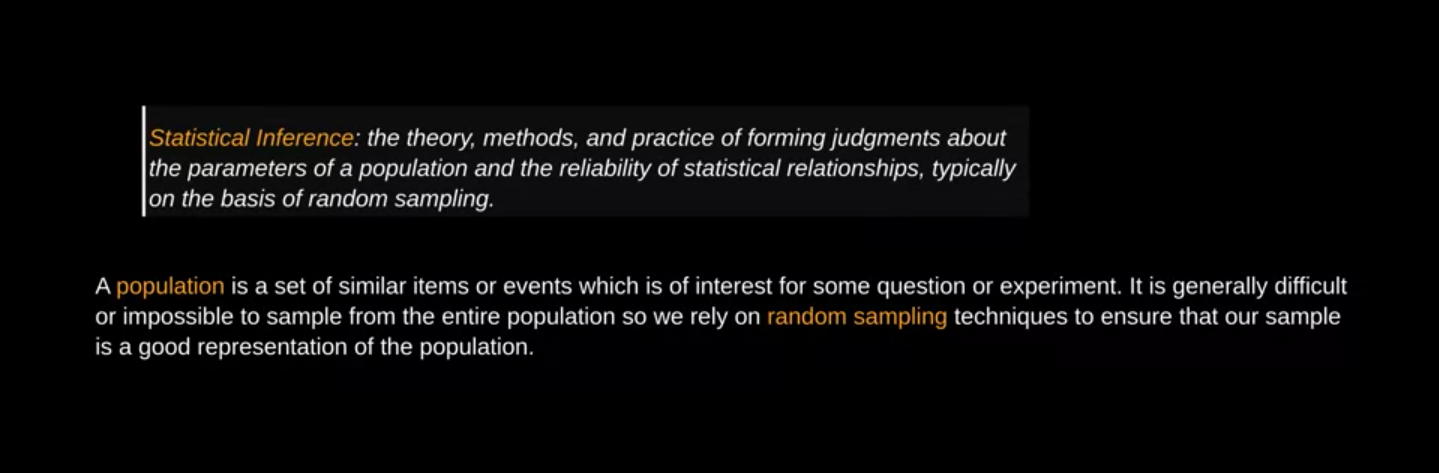 Statistical Inference: the theory, methods, and practice of forming judgments about
the parameters of a population and the reliability of statistical relationships, typically
on the basis of random sampling.
A population is a set of similar items or events which is of interest for some question or experiment. It is generally difficult
or impossible to sample from the entire population so we rely on random sampling techniques to ensure that our sample
is a good representation of the population.